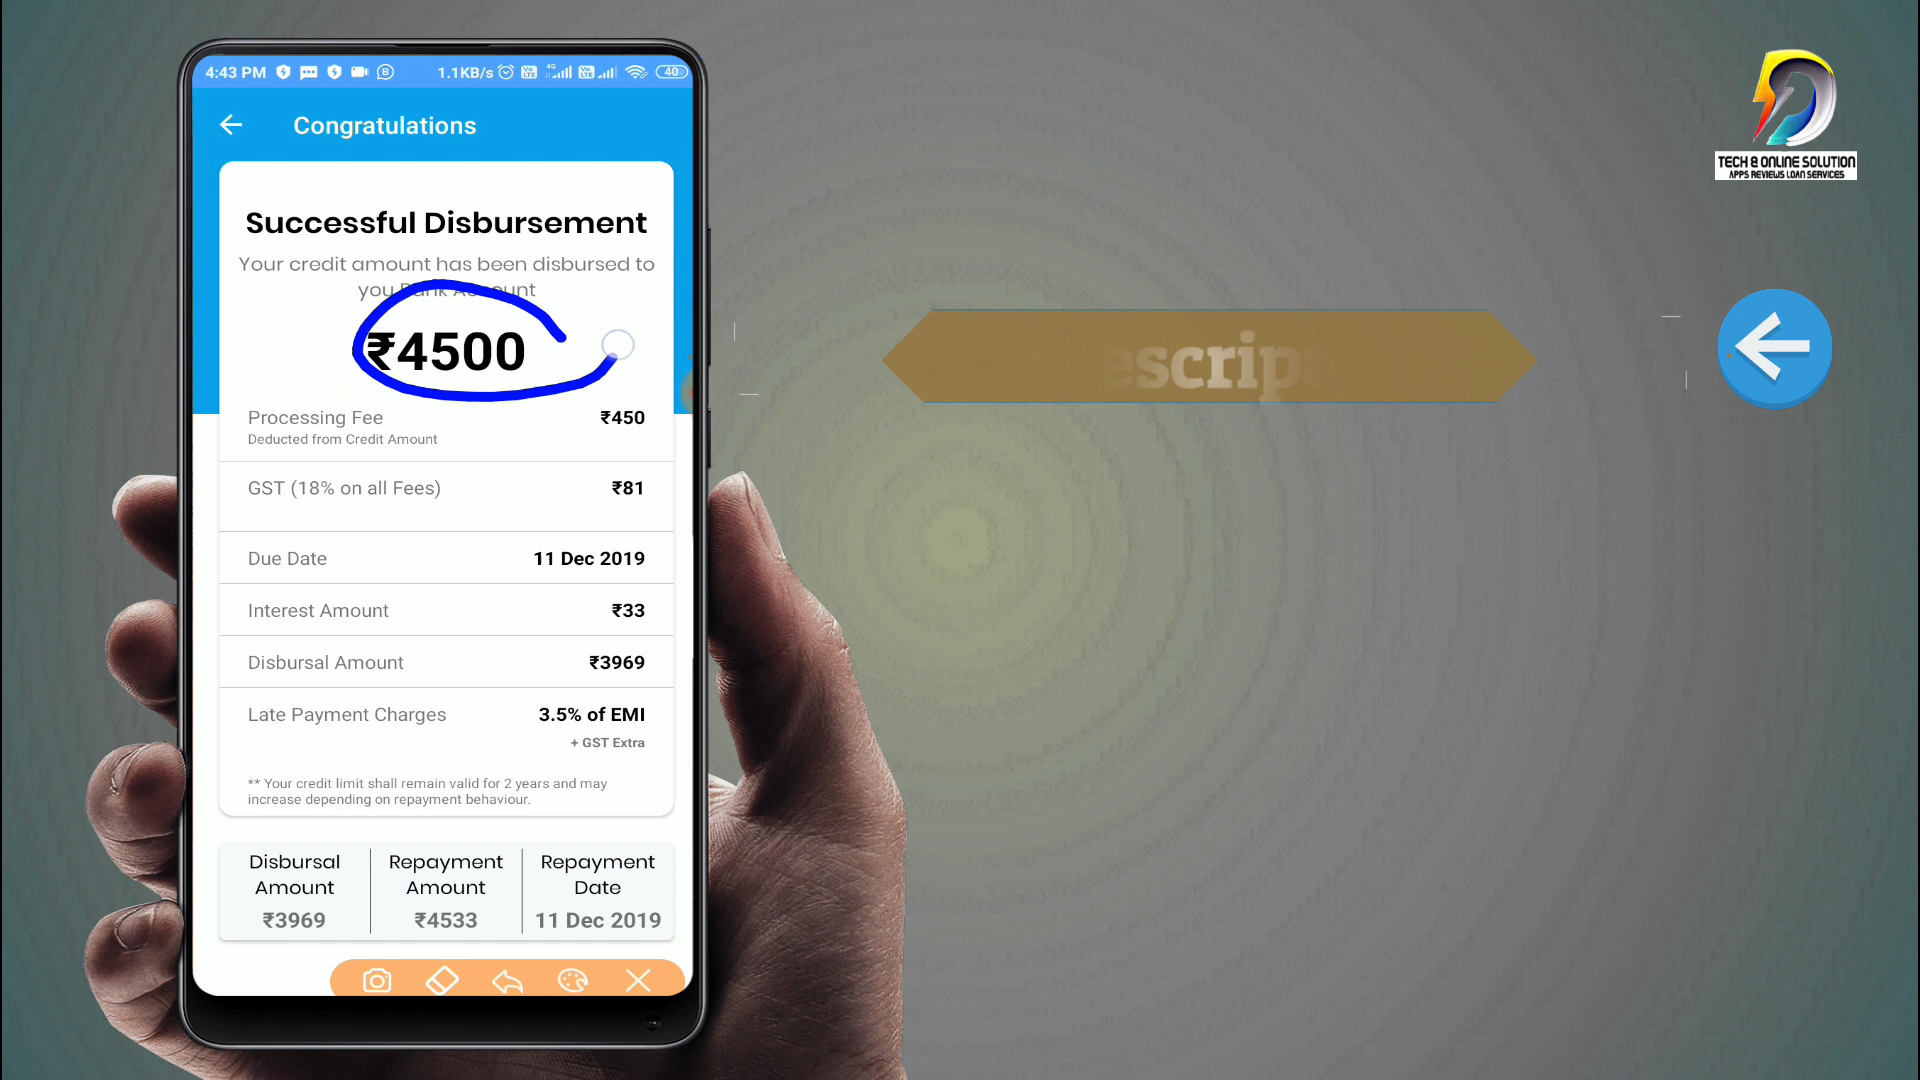 4:43 PM
1.1KB/s
4G
40
Congratulations
Successful Disbursement
Your credit amount has been disbursed to
you Bank Account
₹4500
Processing Fee ₹450
Deducted from Credit Amount
GST (18% on all Fees) ₹81
Due Date 11 Dec 2019
Interest Amount ₹33
Disbursal Amount ₹3969
Late Payment Charges 3.5% of EMI
+ GST Extra
** Your credit limit shall remain valid for 2 years and may
increase depending on repayment behaviour.
Disbursal Repayment Repayment
Amount Amount Date
₹3969 ₹4533 11 Dec 2019
TECH & ONLINE SOLUTION
APPS REVIEWS LOAN SERVICES